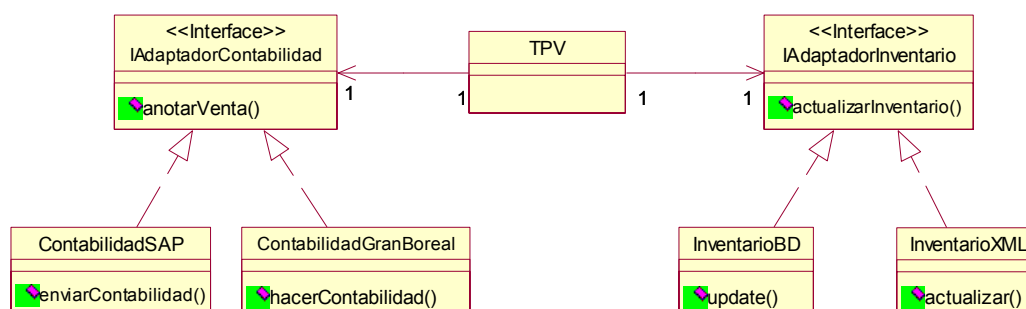 <<Interface>>
IAdaptadorContabilidad
anotarVenta()
TPV
<<Interface>>
IAdaptadorInventario
actualizarInventario()
1
1
1
1
ContabilidadSAP
enviarContabilidad()
ContabilidadGranBoreal
hacerContabilidad()
InventarioBD
update()
InventarioXML
actualizar()